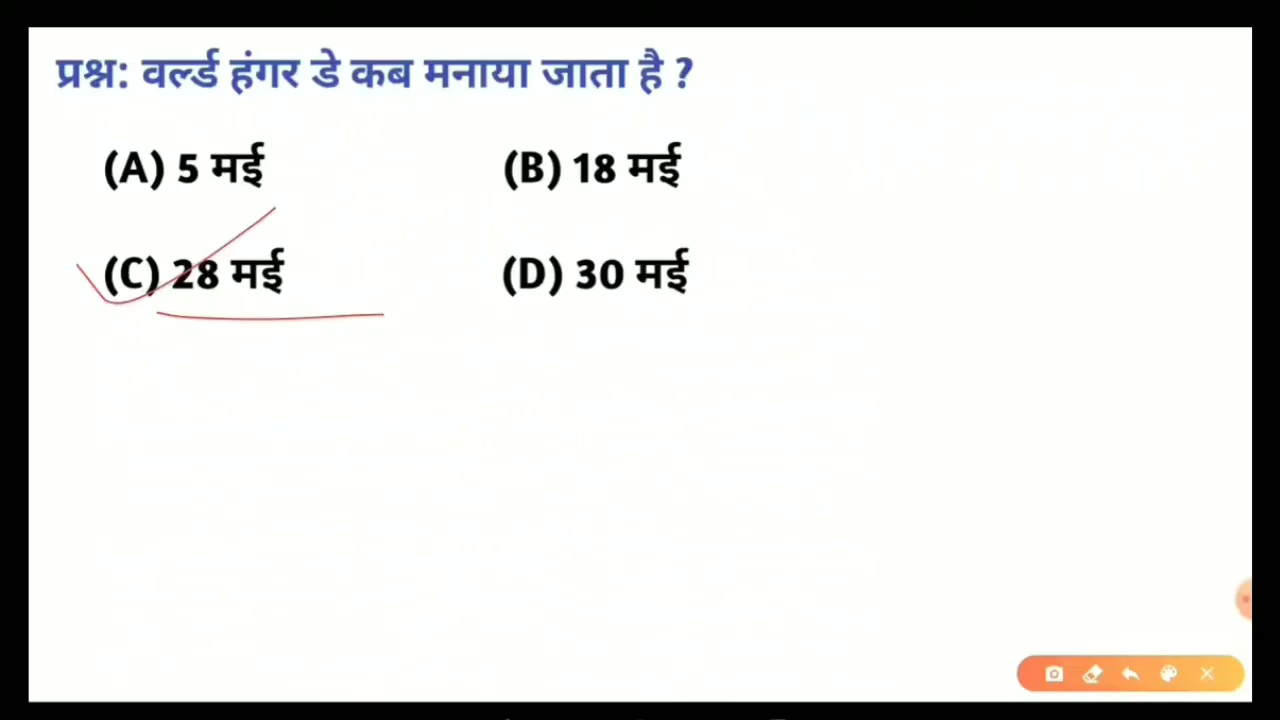 प्रश्न: वर्ल्ड हंगर डे कब मनाया जाता है ?
(A) 5 मई (B) 18 मई
(C) 28 मई (D) 30 मई